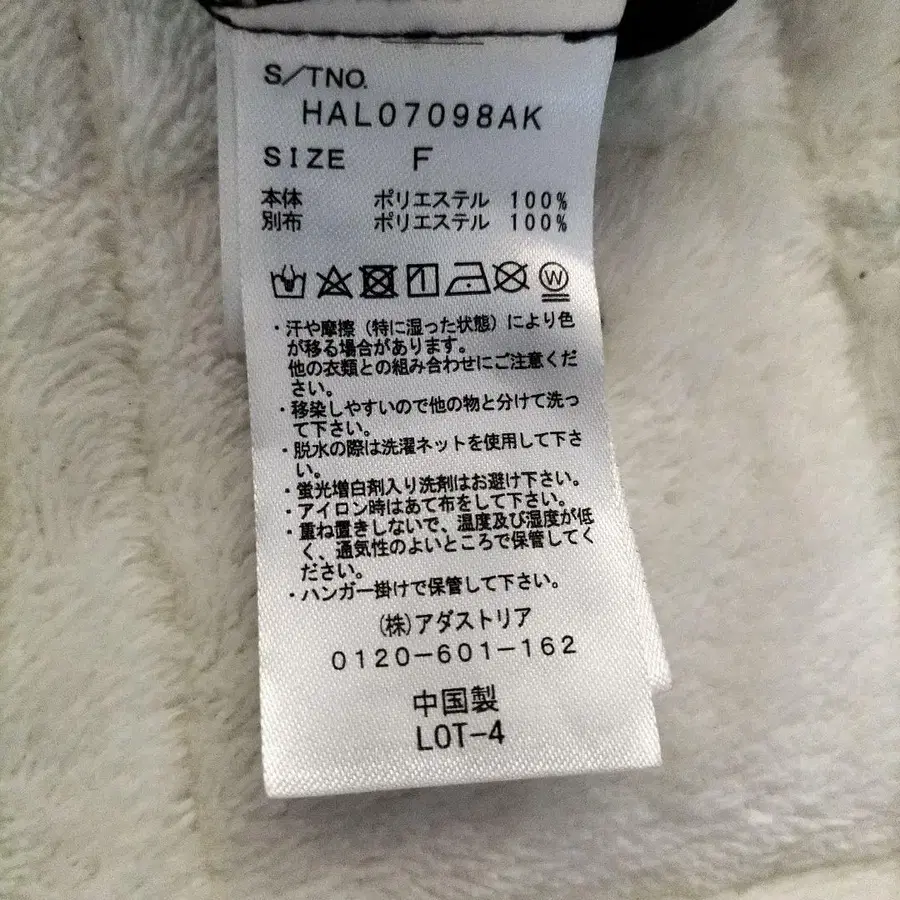 S/TNO.
HAL07098AK
SIZE F
本体 ポリエステル 100%
別布 ポリエステル 100%
W
・汗や摩擦（特に湿った状態）により色
が移る場合があります。
他の衣類との組み合わせにご注意くだ
さい。
・移染しやすいので他の物と分けて洗っ
て下さい。
・脱水の際は洗濯ネットを使用して下さ
い。
・蛍光増白剤入り洗剤はお避け下さい。
・アイロン時はあて布をして下さい。
・重ね置きしないで、温度及び湿度が低
く、通気性のよいところで保管してく
ださい。
・ハンガー掛けで保管して下さい。
(株)アダストリア
0120-601-162
中国製
LOT-4